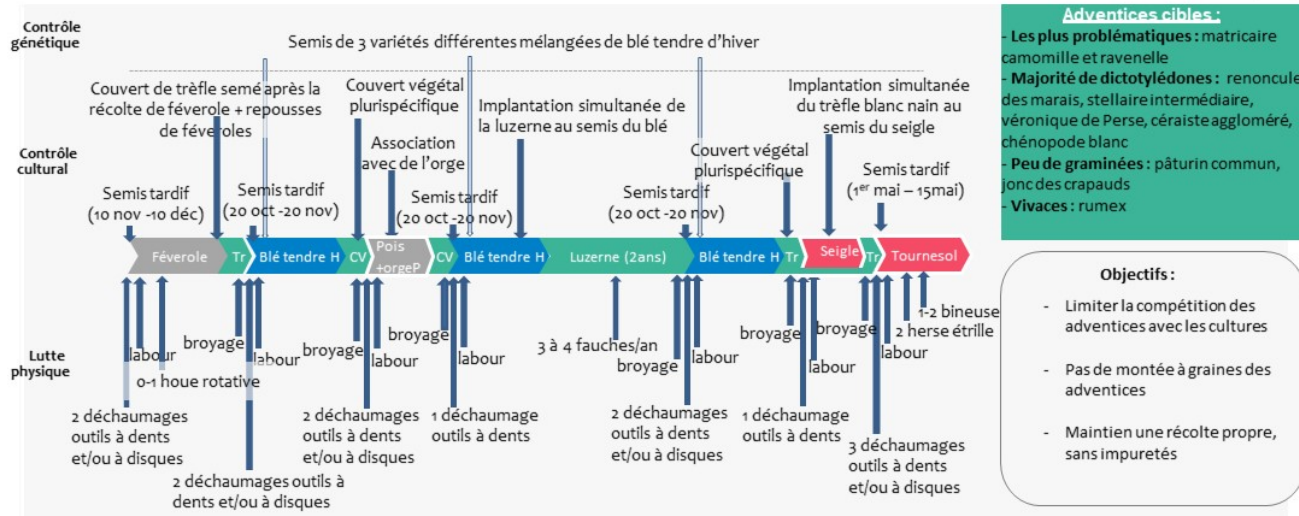 Contrôle
génétique
Semis de 3 variétés différentes mélangées de blé tendre d'hiver
Couvert de trèfle semé après la
récolte de féverole + repousses
de féveroles
Couvert végétal
plurispécifique
Implantation simultanée de
la luzerne au semis du blé
Implantation simultanée
du trèfle blanc nain au
semis du seigle
Contrôle
cultural
Association
avec de l'orge
Couvert végétal
plurispécifique
Semis tardif
(10 nov -10 déc)
Semis tardif
(20 oct -20 nov)
Semis tardif
(20 oct -20 nov)
Semis tardif
(20 oct -20 nov)
Semis tardif
(1er mai – 15mai)
Féverole
Tr
Blé tendre H
CV
Pois
+orgeP
CV
Blé tendre H
Luzerne (2ans)
Blé tendre H
Tr
Seigle
Tr
Tournesol
Lutte
physique
labour
0-1 houe rotative
broyage
labour
broyage
labour
broyage
labour
3 à 4 fauches/an
broyage
labour
broyage
labour
broyage
labour
2 herse étrille
1-2 bineuse
2 déchaumages
outils à dents
et/ou à disques
2 déchaumages outils à
dents et/ou à disques
2 déchaumages
outils à dents
et/ou à disques
1 déchaumage
outils à dents
2 déchaumages
outils à dents
et/ou à disques
1 déchaumage
outils à dents
3 déchaumages
outils à dents
et/ou à disques
Adventices cibles :
- Les plus problématiques : matricaire
camomille et ravenelle
- Majorité de dictotylédones : renoncule
des marais, stellaire intermédiaire,
véronique de Perse, céraiste aggloméré,
chénopode blanc
- Peu de graminées : pâturin commun,
jonc des crapauds
- Vivaces : rumex
Objectifs :
- Limiter la compétition des
adventices avec les cultures
- Pas de montée à graines des
adventices
- Maintien une récolte propre,
sans impuretés